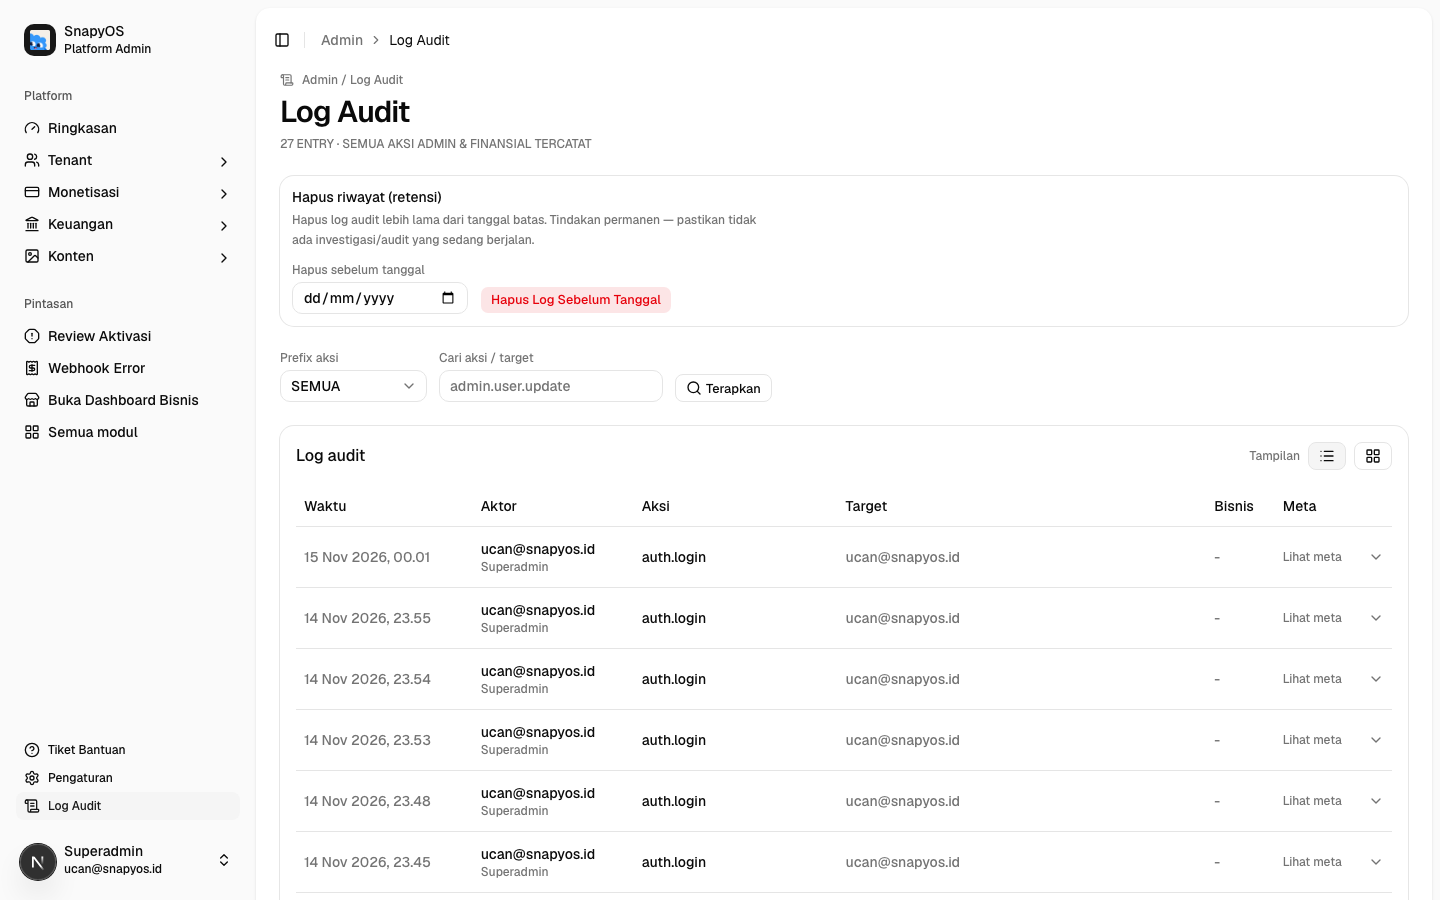 SnapyOS
Platform Admin
Platform
Ringkasan
Tenant
Monetisasi
Keuangan
Konten
Pintasan
Review Aktivasi
Webhook Error
Buka Dashboard Bisnis
Semua modul
Tiket Bantuan
Pengaturan
Log Audit
N
Superadmin
ucan@snapyos.id
Admin > Log Audit
Admin / Log Audit
Log Audit
27 ENTRY · SEMUA AKSI ADMIN & FINANSIAL TERCATAT
Hapus riwayat (retensi)
Hapus log audit lebih lama dari tanggal batas. Tindakan permanen — pastikan tidak
ada investigasi/audit yang sedang berjalan.
Hapus sebelum tanggal
dd/mm/yyyy
Hapus Log Sebelum Tanggal
Prefix aksi
Cari aksi / target
SEMUA
admin.user.update
Terapkan
Log audit
Tampilan
Waktu Aktor Aksi Target Bisnis Meta
15 Nov 2026, 00.01 ucan@snapyos.id auth.login ucan@snapyos.id - Lihat meta
Superadmin
14 Nov 2026, 23.55 ucan@snapyos.id auth.login ucan@snapyos.id - Lihat meta
Superadmin
14 Nov 2026, 23.54 ucan@snapyos.id auth.login ucan@snapyos.id - Lihat meta
Superadmin
14 Nov 2026, 23.53 ucan@snapyos.id auth.login ucan@snapyos.id - Lihat meta
Superadmin
14 Nov 2026, 23.48 ucan@snapyos.id auth.login ucan@snapyos.id - Lihat meta
Superadmin
14 Nov 2026, 23.45 ucan@snapyos.id auth.login ucan@snapyos.id - Lihat meta
Superadmin